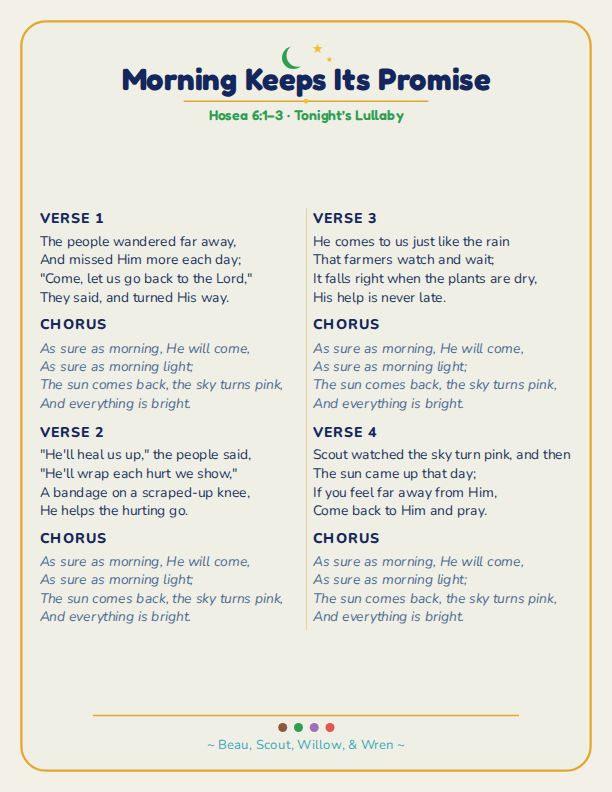 Morning Keeps Its Promise
Hosea 6:1–3 · Tonight's Lullaby
VERSE 1
The people wandered far away,
And missed Him more each day;
"Come, let us go back to the Lord,"
They said, and turned His way.
CHORUS
As sure as morning, He will come,
As sure as morning light;
The sun comes back, the sky turns pink,
And everything is bright.
VERSE 2
"He'll heal us up," the people said,
"He'll wrap each hurt we show,"
A bandage on a scraped-up knee,
He helps the hurting go.
CHORUS
As sure as morning, He will come,
As sure as morning light;
The sun comes back, the sky turns pink,
And everything is bright.
VERSE 3
He comes to us just like the rain
That farmers watch and wait;
It falls right when the plants are dry,
His help is never late.
CHORUS
As sure as morning, He will come,
As sure as morning light;
The sun comes back, the sky turns pink,
And everything is bright.
VERSE 4
Scout watched the sky turn pink, and then
The sun came up that day;
If you feel far away from Him,
Come back to Him and pray.
CHORUS
As sure as morning, He will come,
As sure as morning light;
The sun comes back, the sky turns pink,
And everything is bright.
~ Beau, Scout, Willow, & Wren ~